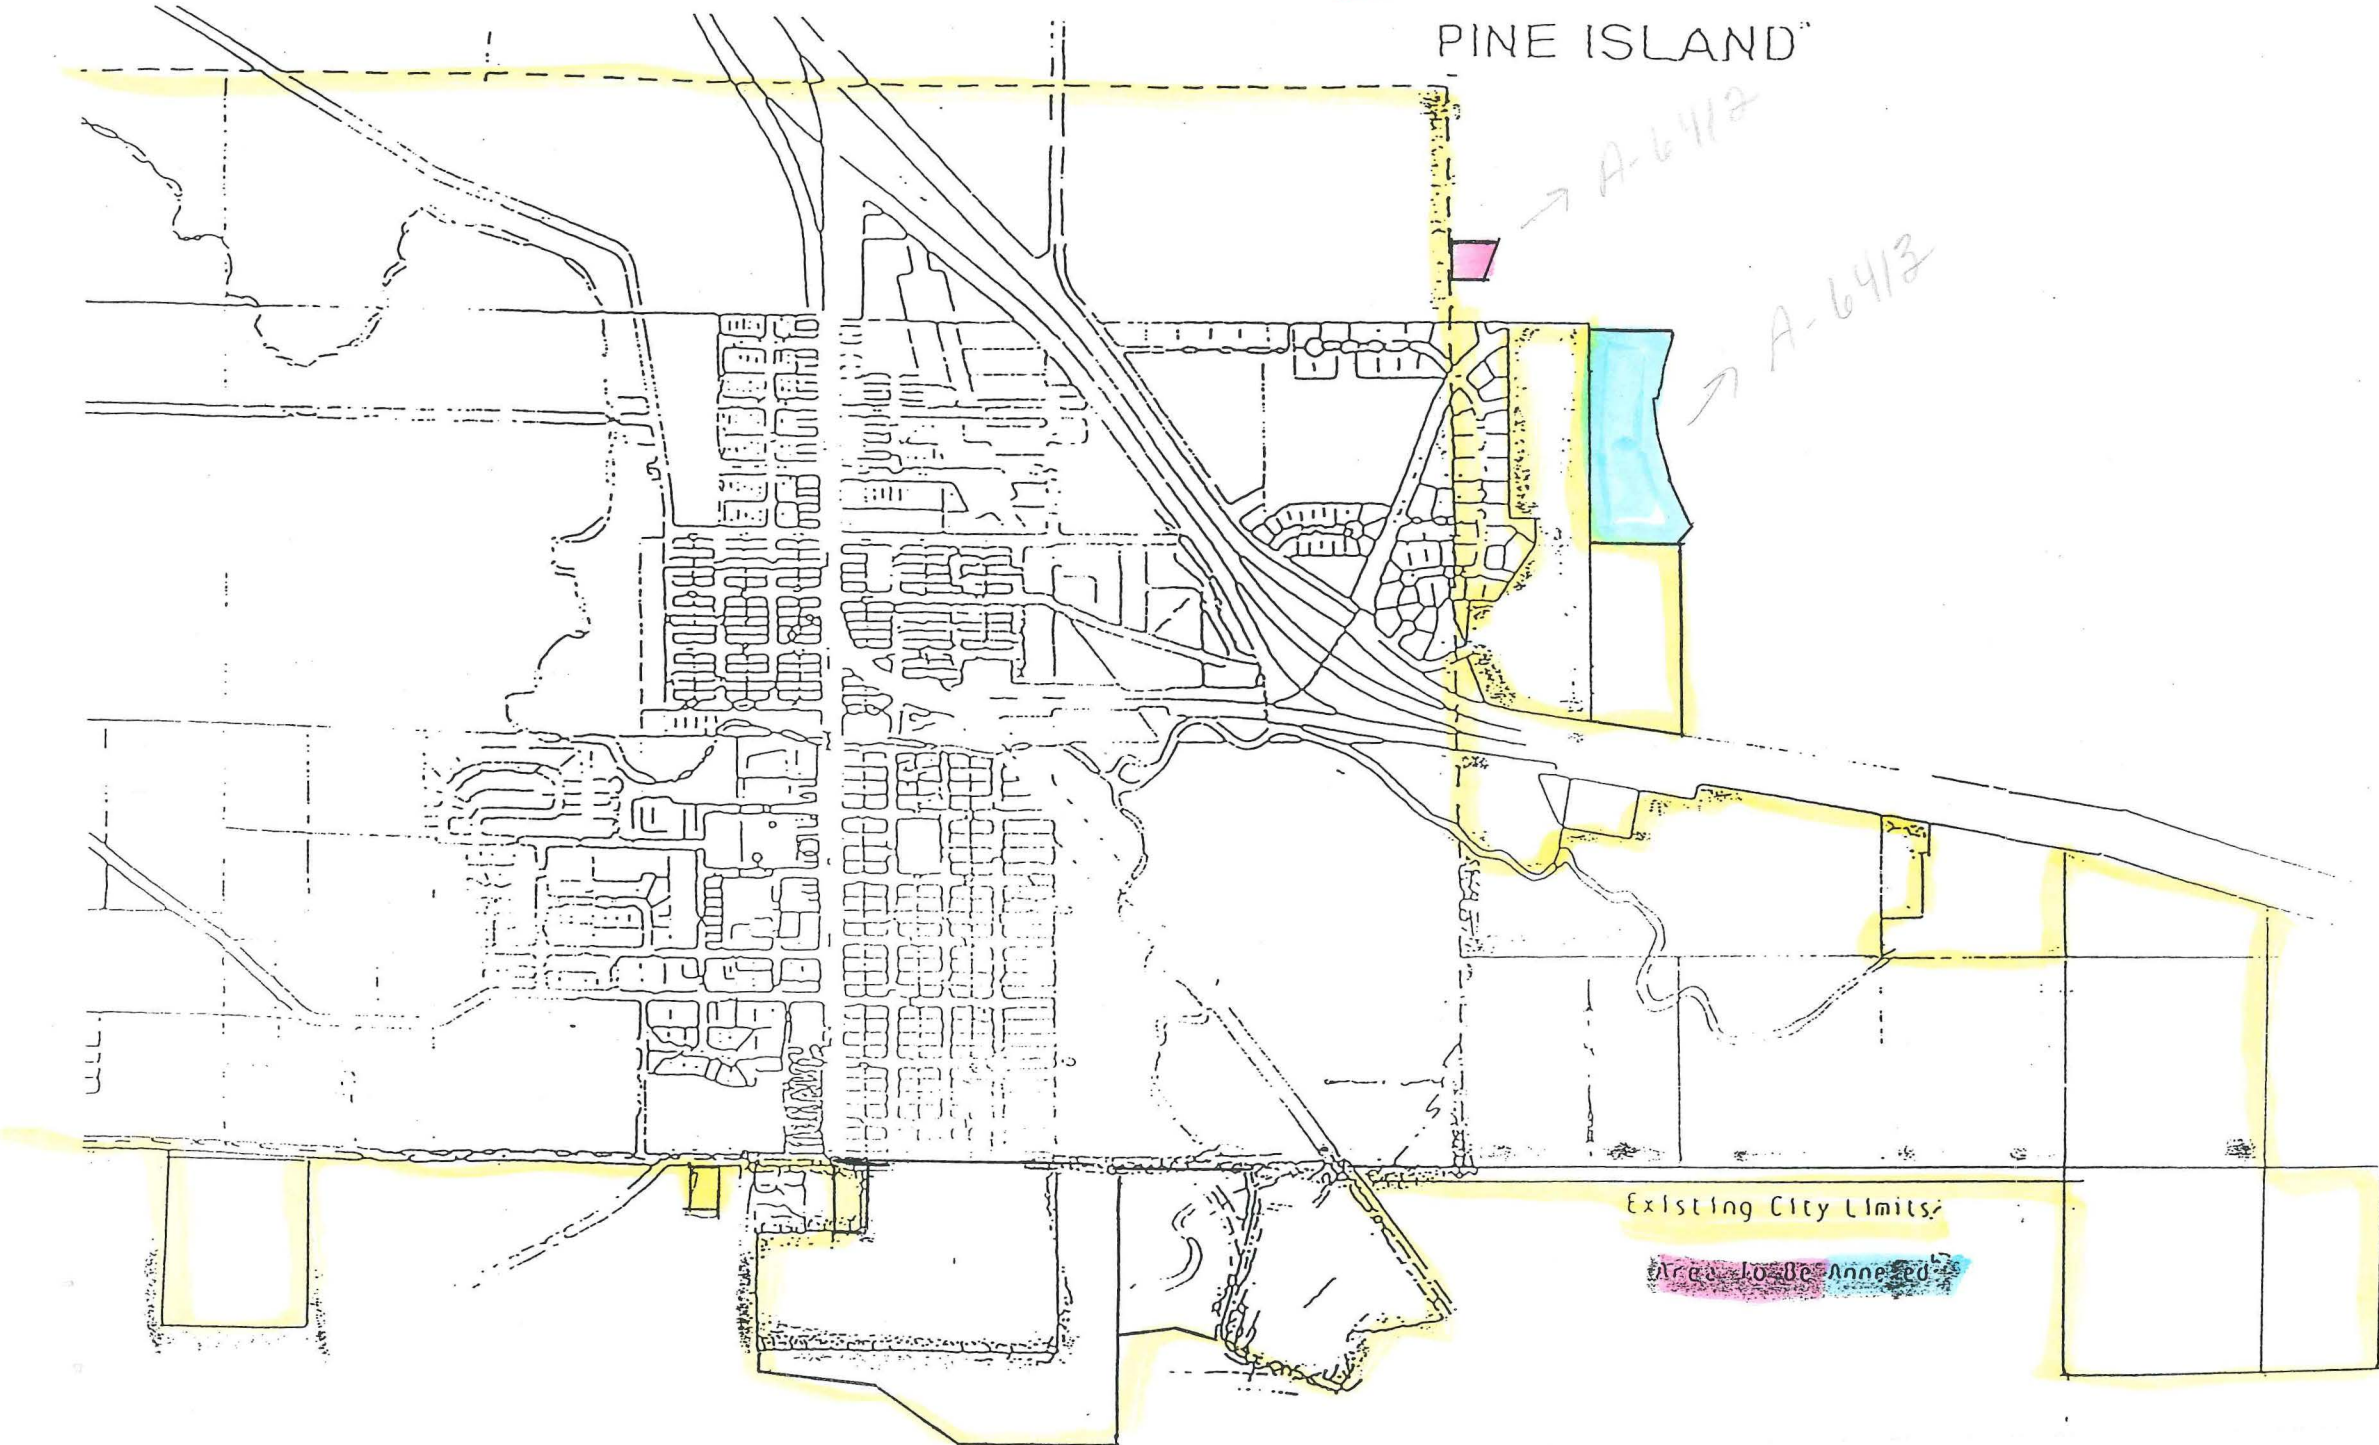 PINE ISLAND
A-6412
A-6413
Existing City Limits
Area To Be Annexed